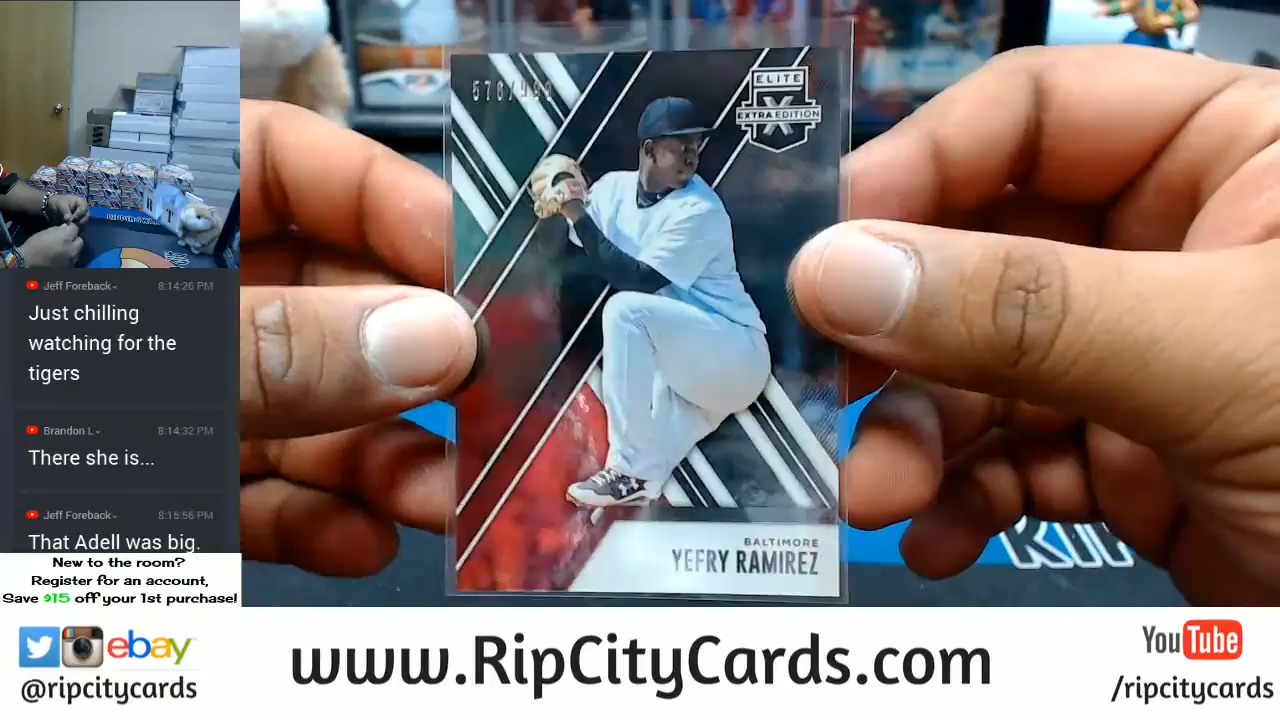 Jeff Foreback
8:14:26 PM
Just chilling
watching for the
tigers
Brandon L
8:14:32 PM
There she is...
Jeff Foreback
8:15:56 PM
That Adell was big.
New to the room?
Register for an account,
Save $15 off your 1st purchase!
ELITE
X
EXTRA EDITION
BALTIMORE
YEFRY RAMIREZ
ebay
@ripcitycards
www.RipCityCards.com
YouTube
/ripcitycards